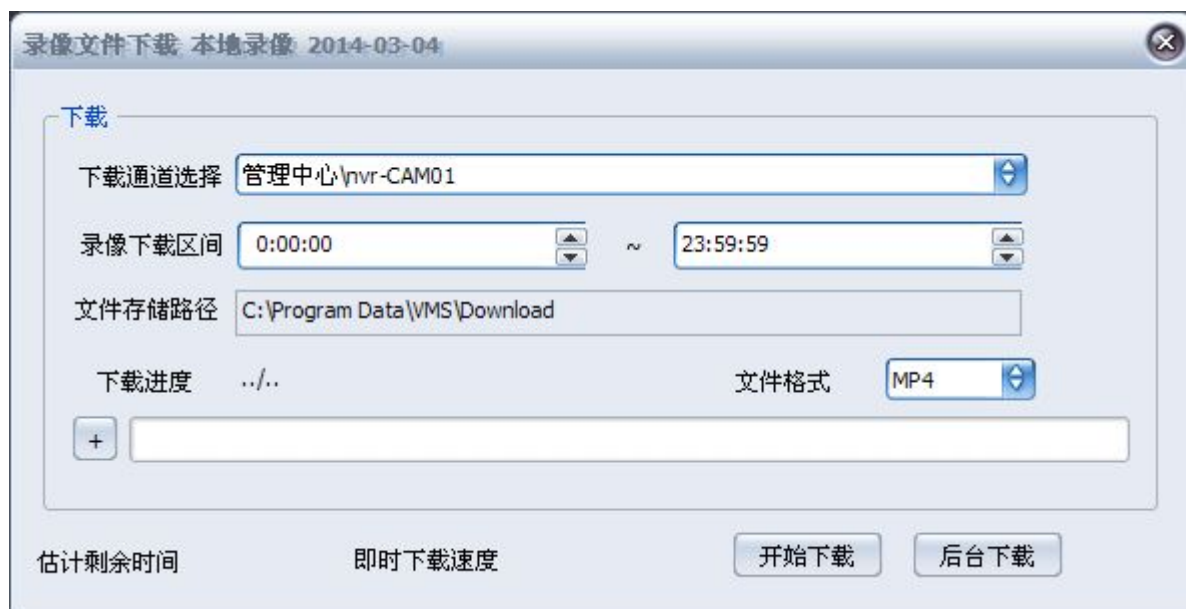 录像文件下载 本地录像 2014-03-04
下载
下载通道选择 管理中心\nvr-CAM01
录像下载区间 0:00:00 ~ 23:59:59
文件存储路径 C:\Program Data\VMS\Download
下载进度 ../.. 文件格式 MP4
+
估计剩余时间 即时下载速度 开始下载 后台下载